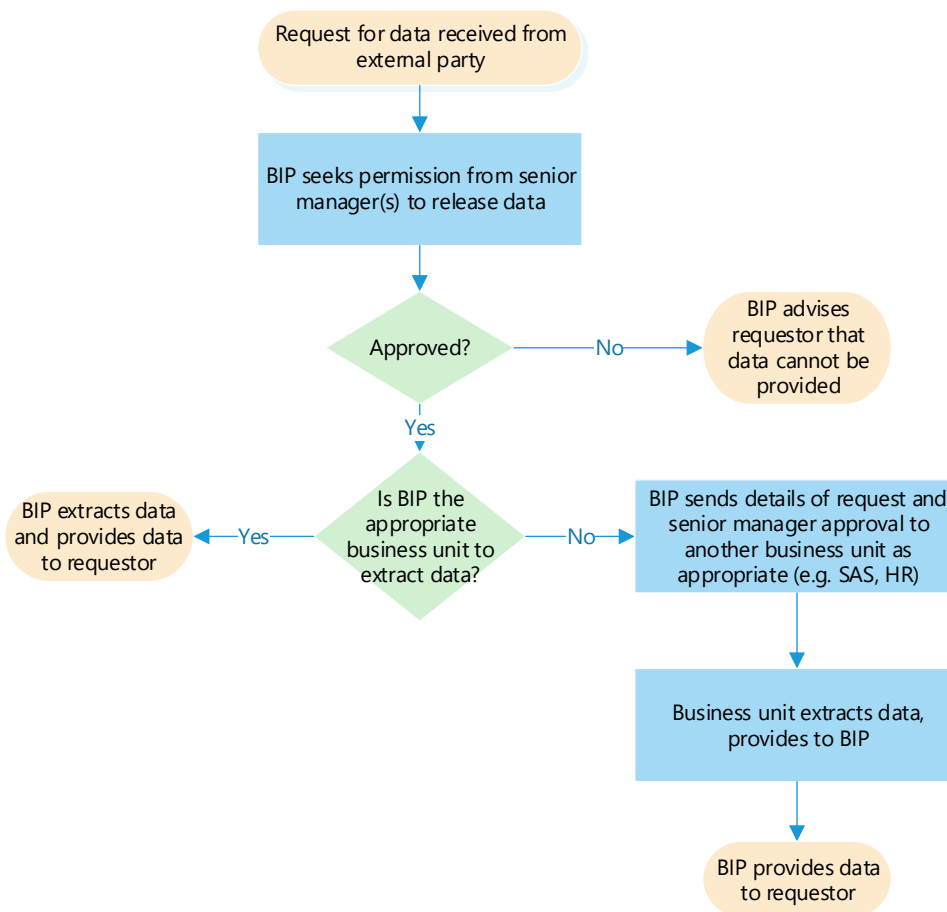 Request for data received from
external party
BIP seeks permission from senior
manager(s) to release data
Approved?
No
BIP advises
requestor that
data cannot be
provided
Yes
Is BIP the
appropriate
business unit to
extract data?
Yes
BIP extracts data
and provides data
to requestor
No
BIP sends details of request and
senior manager approval to
another business unit as
appropriate (e.g. SAS, HR)
Business unit extracts data,
provides to BIP
BIP provides data
to requestor